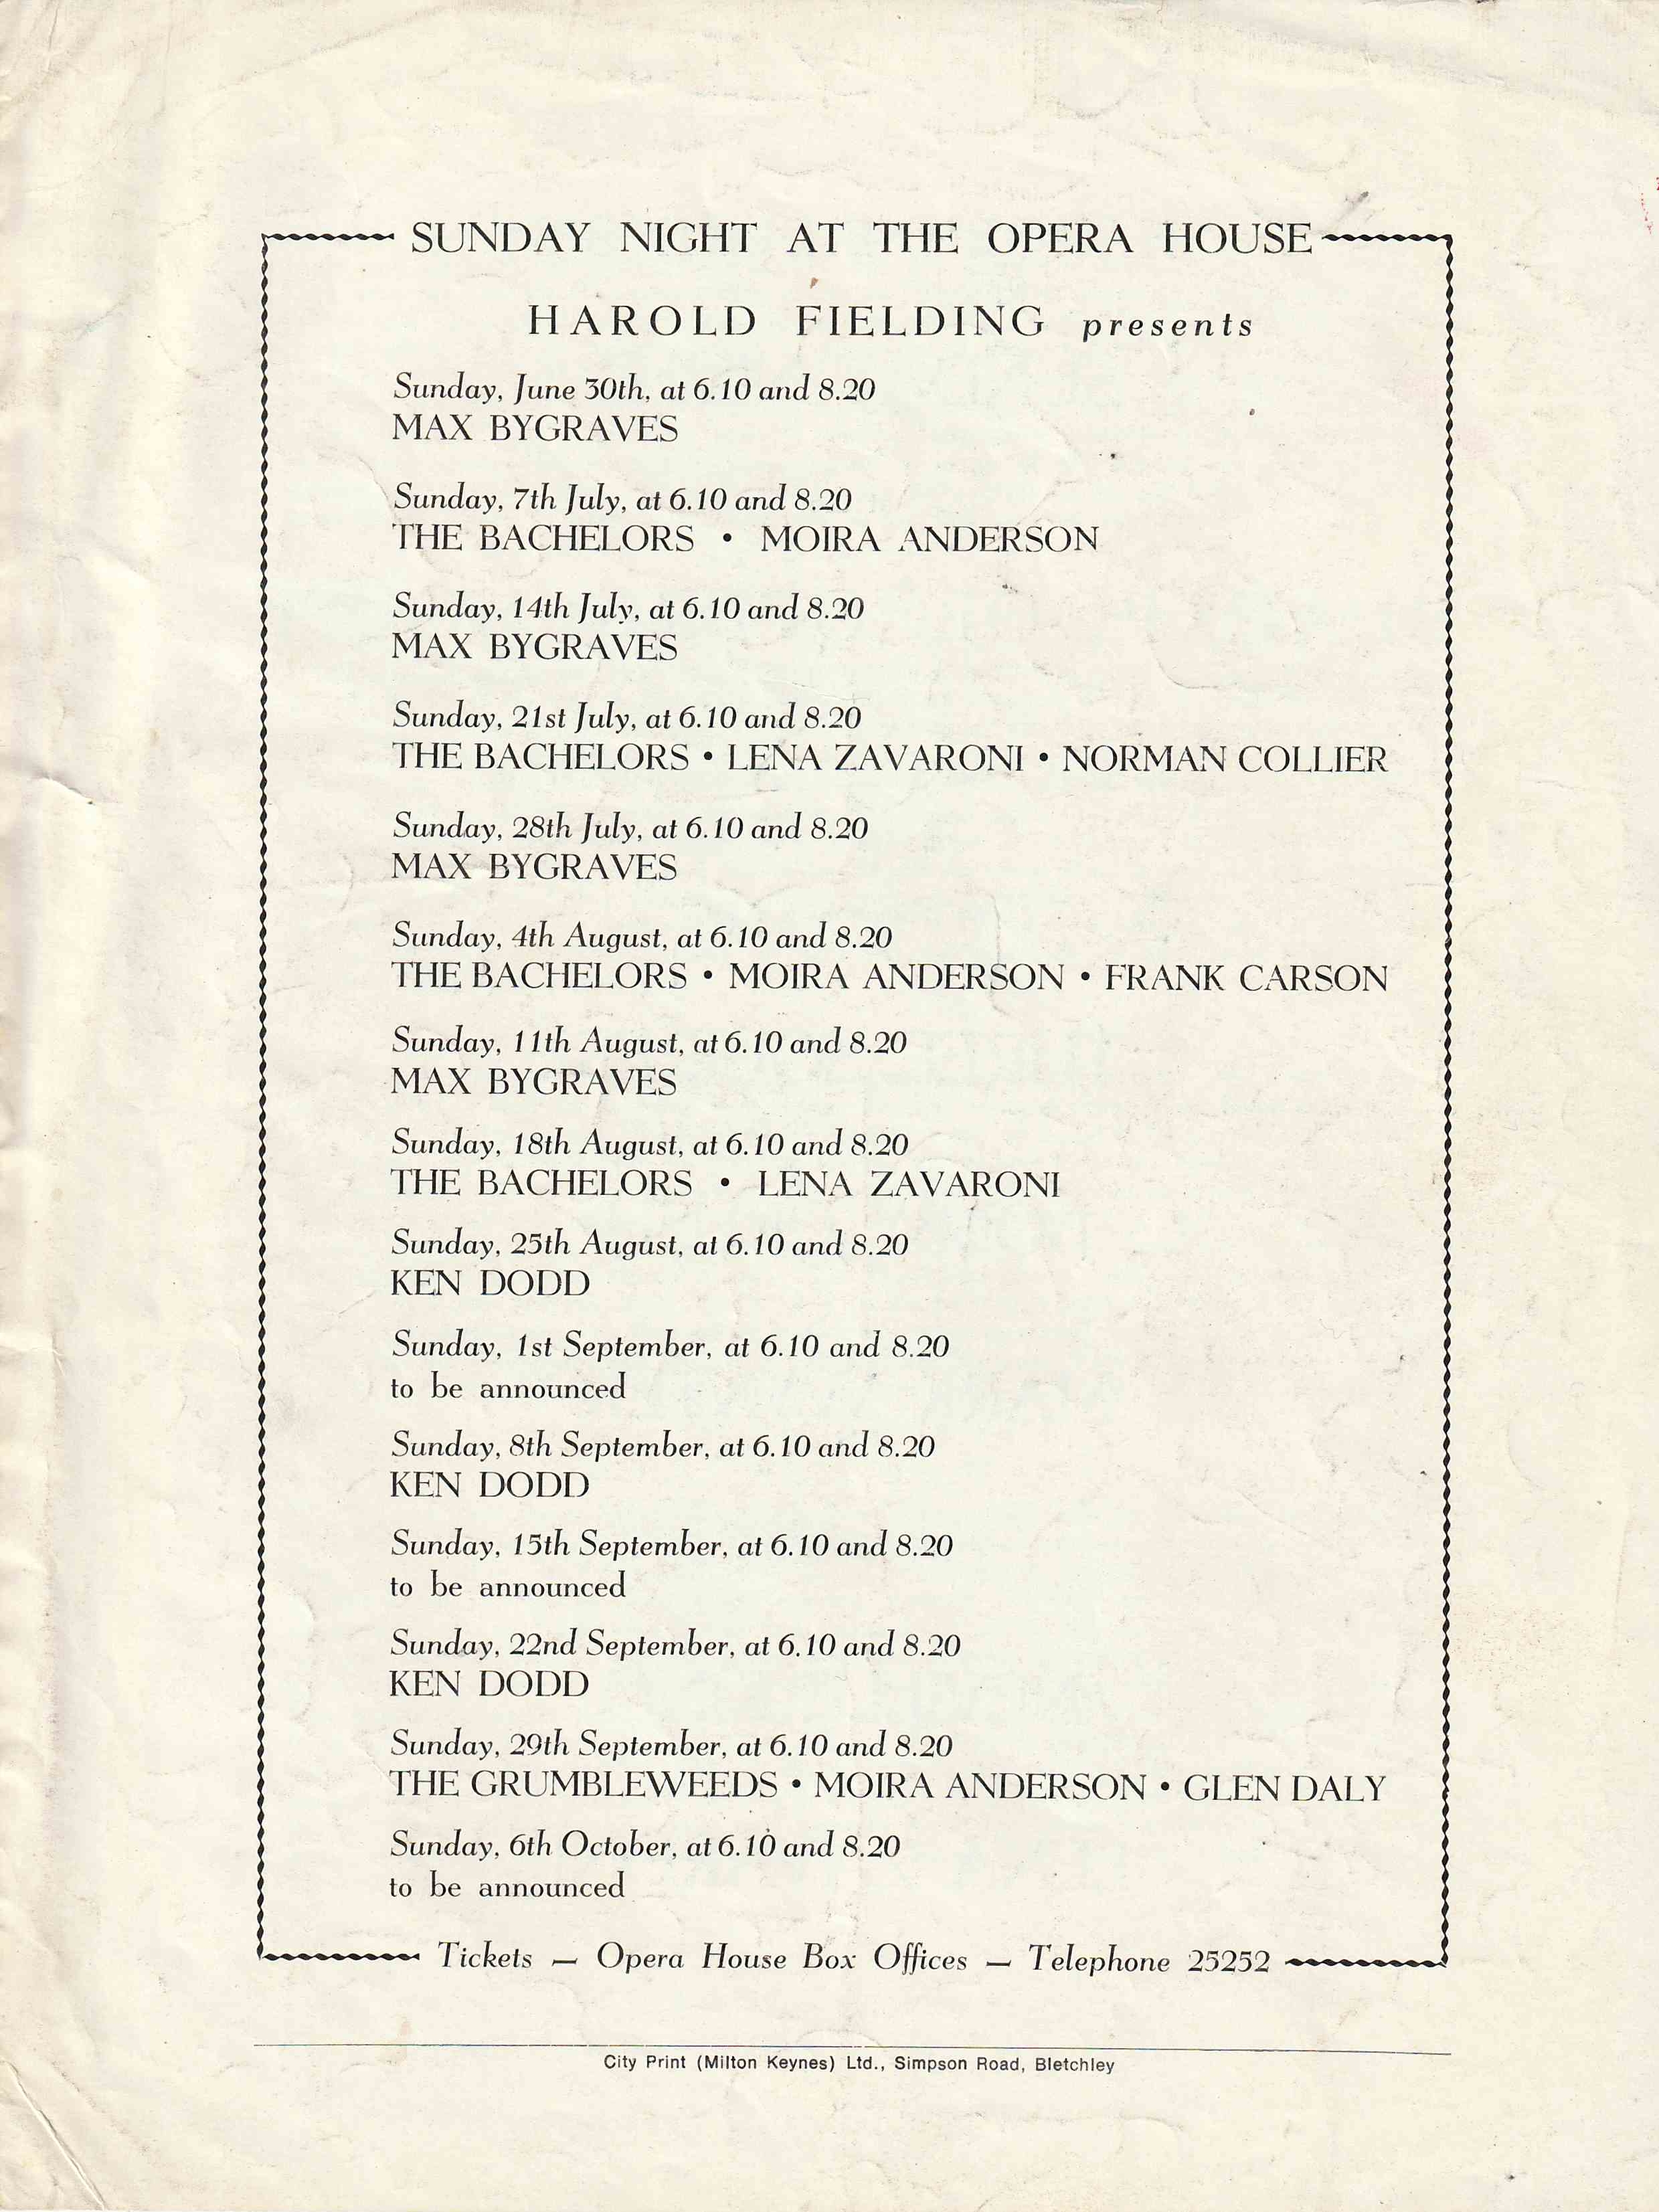 SUNDAY NIGHT AT THE OPERA HOUSE
HAROLD FIELDING presents
Sunday, June 30th, at 6.10 and 8.20
MAX BYGRAVES
Sunday, 7th July, at 6.10 and 8.20
THE BACHELORS • MOIRA ANDERSON
Sunday, 14th July, at 6.10 and 8.20
MAX BYGRAVES
Sunday, 21st July, at 6.10 and 8.20
THE BACHELORS • LENA ZAVARONI • NORMAN COLLIER
Sunday, 28th July, at 6.10 and 8.20
MAX BYGRAVES
Sunday, 4th August, at 6.10 and 8.20
THE BACHELORS • MOIRA ANDERSON • FRANK CARSON
Sunday, 11th August, at 6.10 and 8.20
MAX BYGRAVES
Sunday, 18th August, at 6.10 and 8.20
THE BACHELORS • LENA ZAVARONI
Sunday, 25th August, at 6.10 and 8.20
KEN DODD
Sunday, 1st September, at 6.10 and 8.20
to be announced
Sunday, 8th September, at 6.10 and 8.20
KEN DODD
Sunday, 15th September, at 6.10 and 8.20
to be announced
Sunday, 22nd September, at 6.10 and 8.20
KEN DODD
Sunday, 29th September, at 6.10 and 8.20
THE GRUMBLEWEEDS • MOIRA ANDERSON • GLEN DALY
Sunday, 6th October, at 6.10 and 8.20
to be announced
Tickets — Opera House Box Offices — Telephone 25252
City Print (Milton Keynes) Ltd., Simpson Road, Bletchley